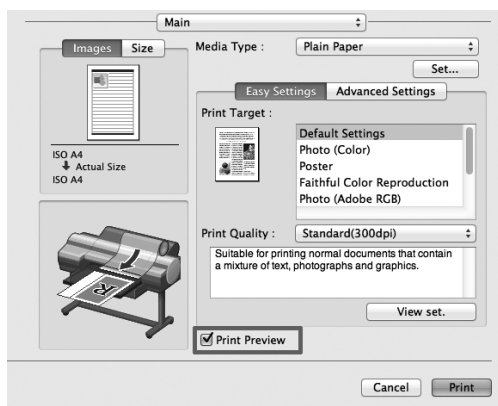 Main
Images Size
Media Type : Plain Paper
Set...
Easy Settings Advanced Settings
Print Target :
Default Settings
Photo (Color)
Poster
Faithful Color Reproduction
Photo (Adobe RGB)
ISO A4
Actual Size
ISO A4
Print Quality : Standard(300dpi)
Suitable for printing normal documents that contain
a mixture of text, photographs and graphics.
View set.
R
Print Preview
Cancel Print